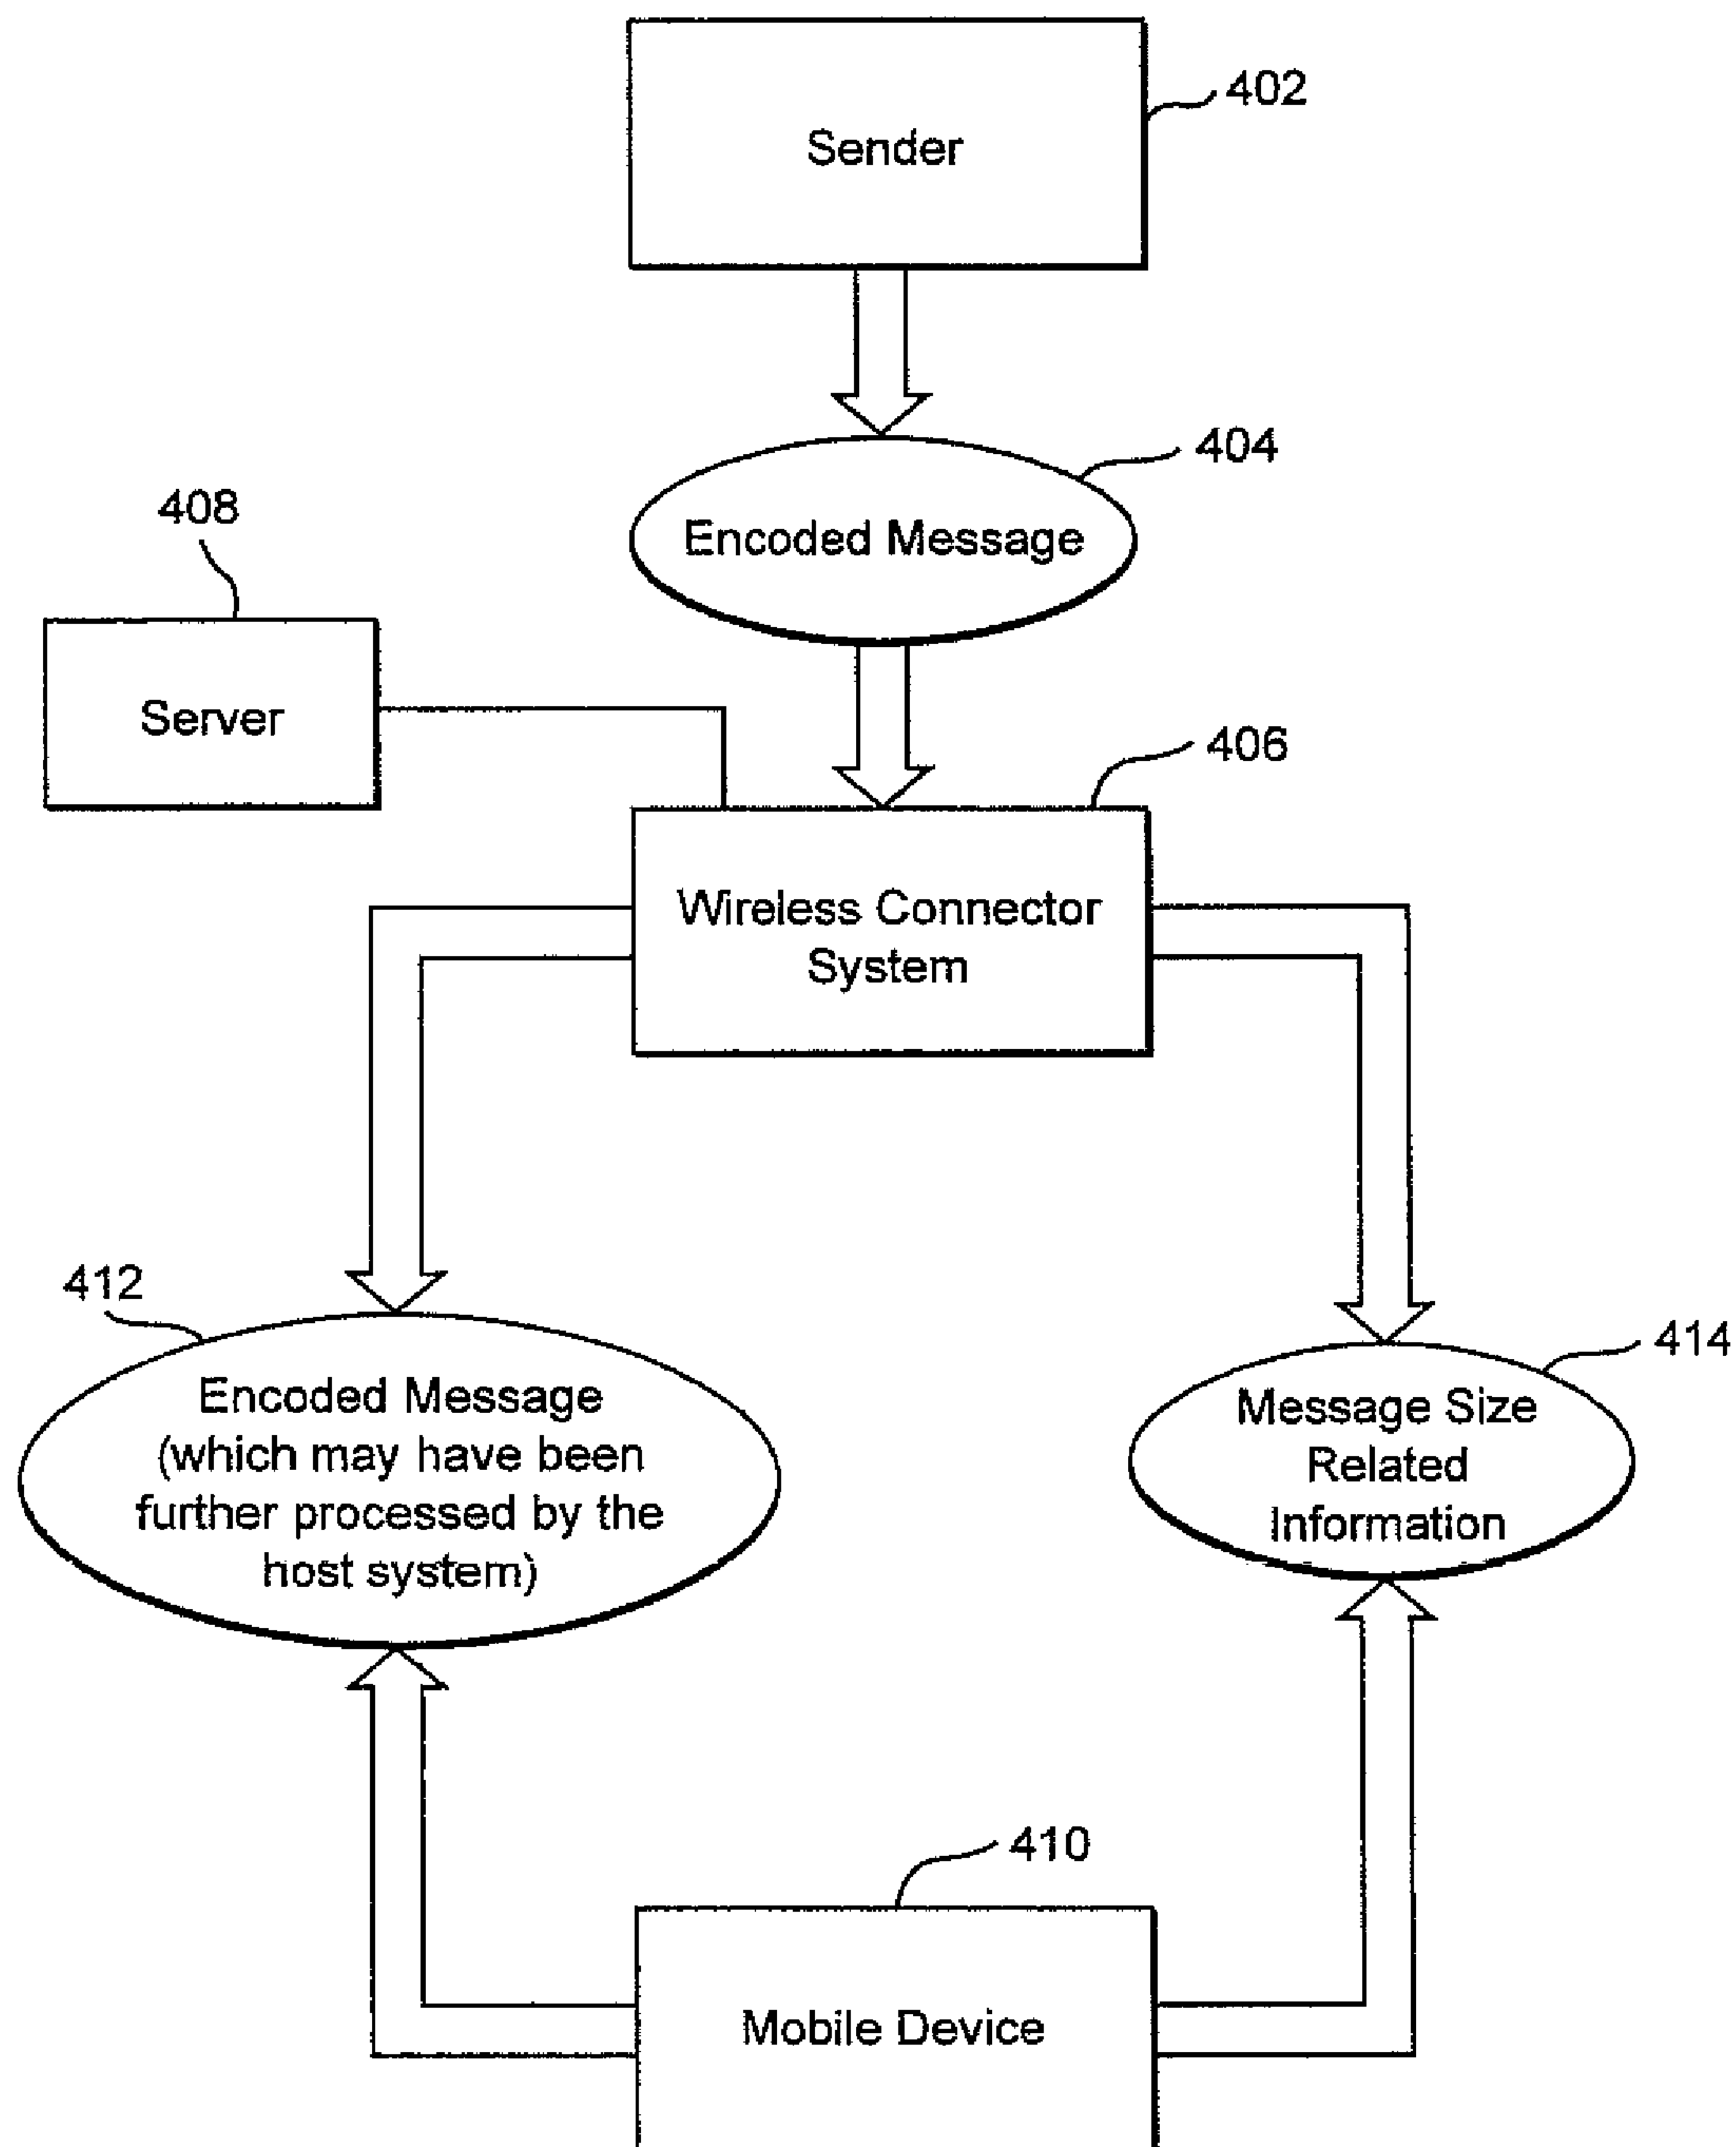 402
Sender
404
Encoded Message
408
Server
406
Wireless Connector
System
412
Encoded Message
(which may have been
further processed by the
host system)
414
Message Size
Related
Information
410
Mobile Device